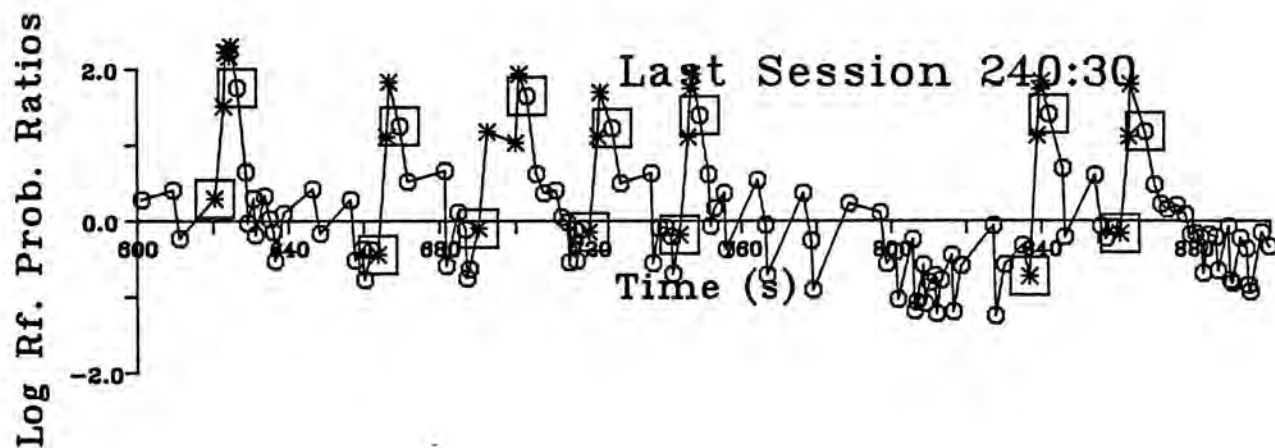 Log Rf. Prob. Ratios
Last Session 240:30
2.0
0.0
600 640 680 800 840
Time (s)
-2.0